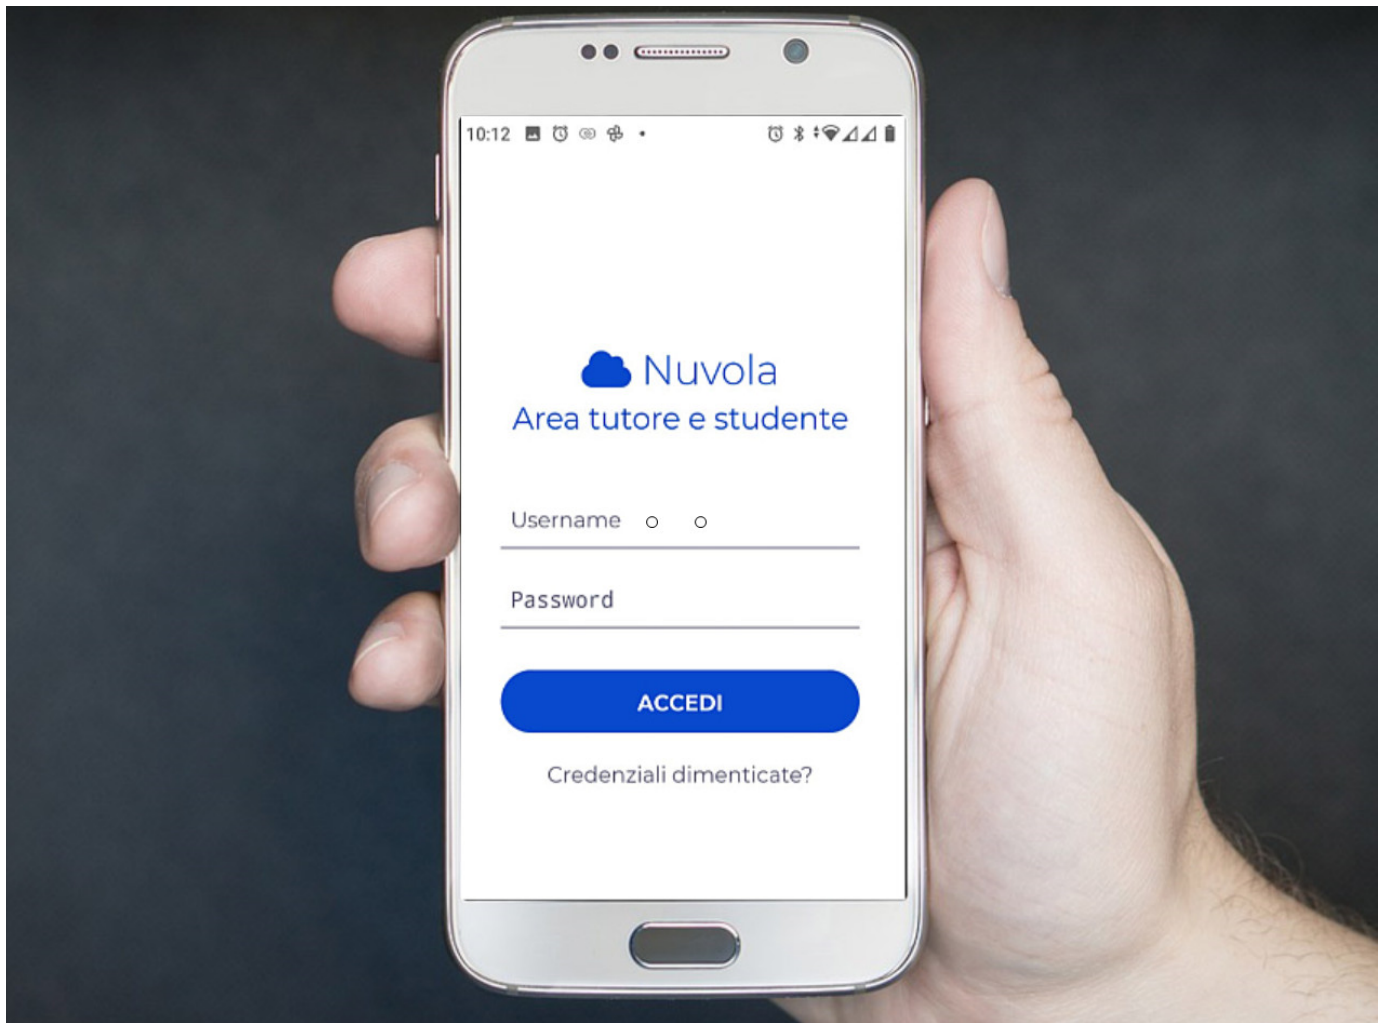 10:12
Nuvola
Area tutore e studente
Username
Password
ACCEDI
Credenziali dimenticate?